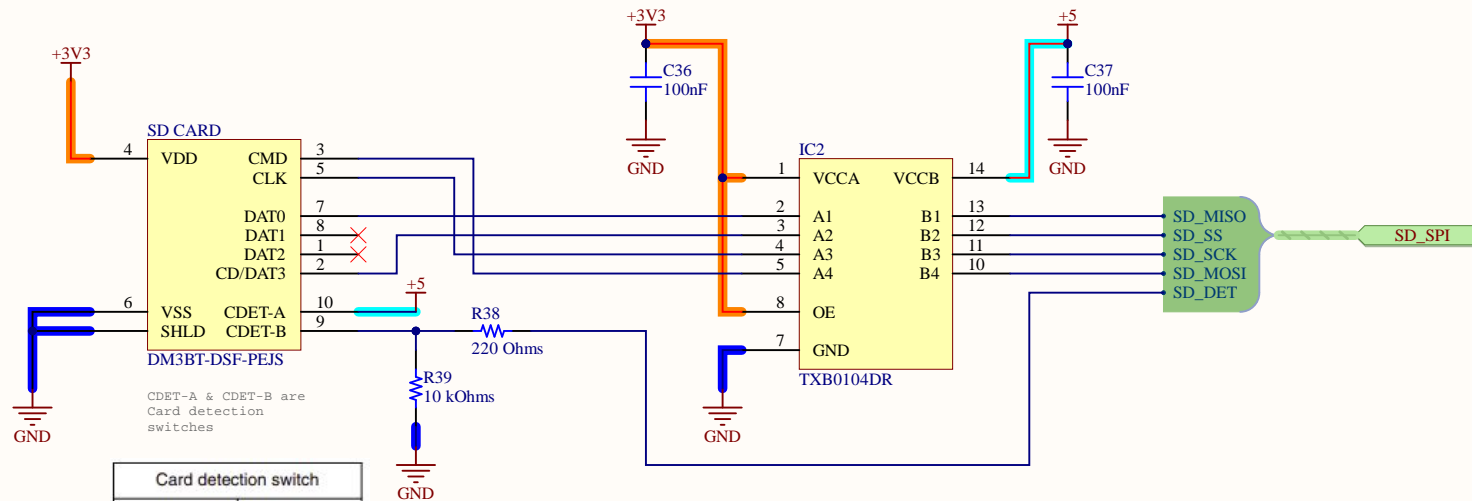 +3V3
+3V3
+5
C36
100nF
C37
100nF
GND
GND
SD CARD
4
VDD
CMD
3
CLK
5
DAT0
7
DAT1
8
DAT2
1
CD/DAT3
2
6
VSS
CDET-A
10
SHLD
CDET-B
9
DM3BT-DSF-PEJS
+5
R38
220 Ohms
R39
10 kOhms
GND
GND
CDET-A & CDET-B are
Card detection
switches
IC2
1
VCCA
VCCB
14
2
A1
B1
13
3
A2
B2
12
4
A3
B3
11
5
A4
B4
10
8
OE
7
GND
TXB0104DR
GND
SD_MISO
SD_SS
SD_SCK
SD_MOSI
SD_DET
SD_SPI
Card detection switch